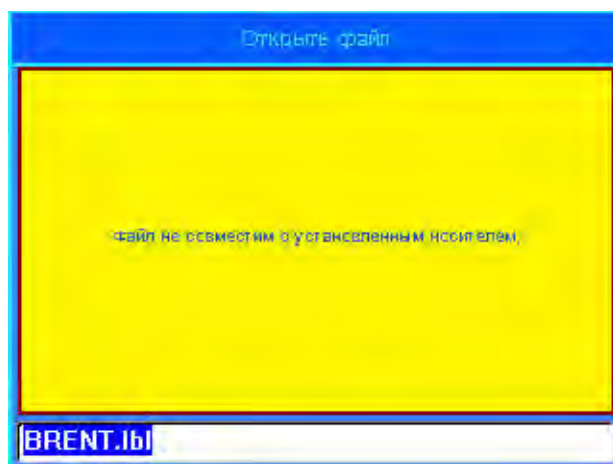 Откройте файл
Файл не совместим с установленным носителем.
BRENT.lbl